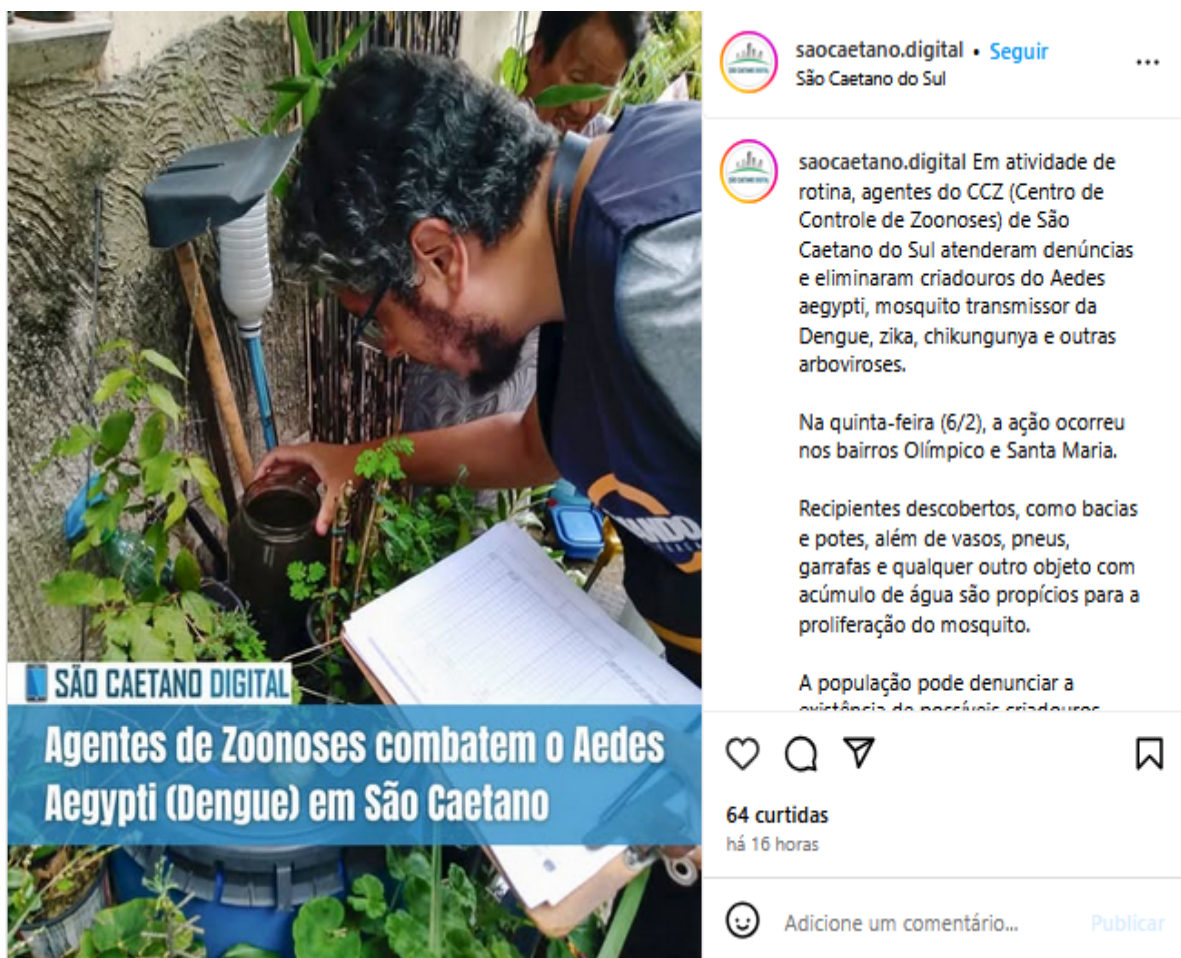 saocaetano.digital • Seguir
São Caetano do Sul
saocaetano.digital Em atividade de
rotina, agentes do CCZ (Centro de
Controle de Zoonoses) de São
Caetano do Sul atenderam denúncias
e eliminaram criadouros do Aedes
aegypti, mosquito transmissor da
Dengue, zika, chikungunya e outras
arboviroses.
Na quinta-feira (6/2), a ação ocorreu
nos bairros Olímpico e Santa Maria.
Recipientes descobertos, como bacias
e potes, além de vasos, pneus,
garrafas e qualquer outro objeto com
acúmulo de água são propícios para a
proliferação do mosquito.
A população pode denunciar a
existência de possíveis criadouros
SÃO CAETANO DIGITAL
Agentes de Zoonoses combatem o Aedes
Aegypti (Dengue) em São Caetano
64 curtidas
há 16 horas
Adicione um comentário...
Publicar